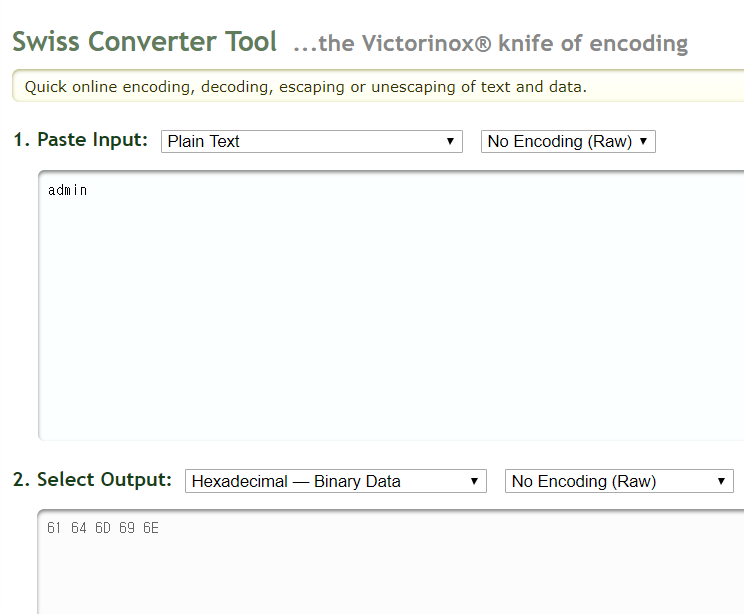 Swiss Converter Tool ...the Victorinox® knife of encoding
Quick online encoding, decoding, escaping or unescaping of text and data.
1. Paste Input: Plain Text No Encoding (Raw)
admin
2. Select Output: Hexadecimal — Binary Data No Encoding (Raw)
61 64 6D 69 6E